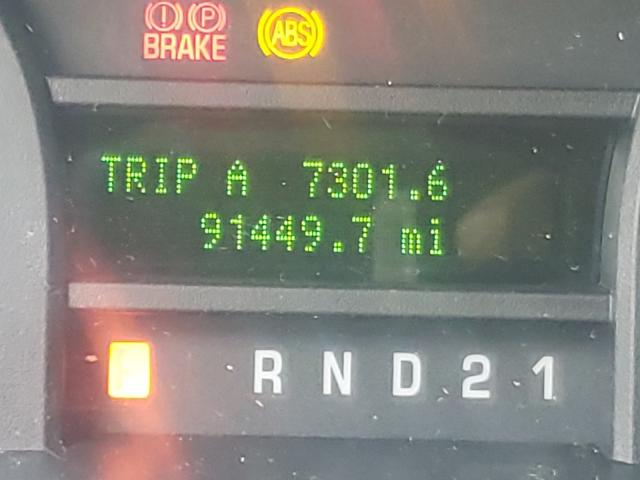 (!) (P) ABS
BRAKE
TRIP A 7301.6
91449.7 mi
R N D 2 1